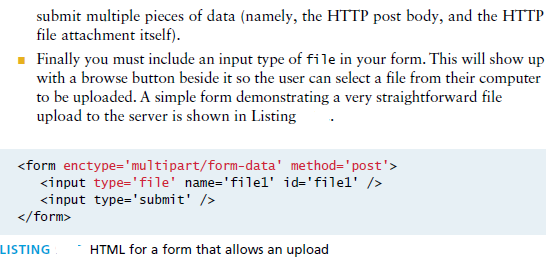 submit multiple pieces of data (namely, the HTTP post body, and the HTTP
file attachment itself).
Finally you must include an input type of file in your form. This will show up
with a browse button beside it so the user can select a file from their computer
to be uploaded. A simple form demonstrating a very straightforward file
upload to the server is shown in Listing .
<form enctype='multipart/form-data' method='post'>
   <input type='file' name='file1' id='file1' />
   <input type='submit' />
</form>
LISTING HTML for a form that allows an upload